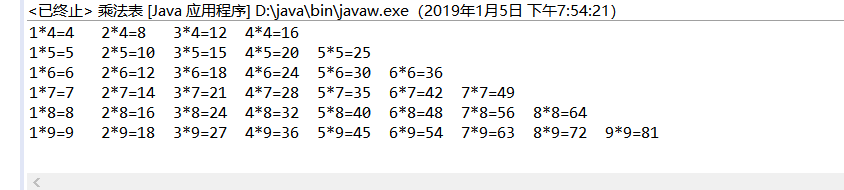 <已终止> 乘法表 [Java 应用程序] D:\java\bin\javaw.exe（2019年1月5日 下午7:54:21）
1*4=4 2*4=8 3*4=12 4*4=16
1*5=5 2*5=10 3*5=15 4*5=20 5*5=25
1*6=6 2*6=12 3*6=18 4*6=24 5*6=30 6*6=36
1*7=7 2*7=14 3*7=21 4*7=28 5*7=35 6*7=42 7*7=49
1*8=8 2*8=16 3*8=24 4*8=32 5*8=40 6*8=48 7*8=56 8*8=64
1*9=9 2*9=18 3*9=27 4*9=36 5*9=45 6*9=54 7*9=63 8*9=72 9*9=81